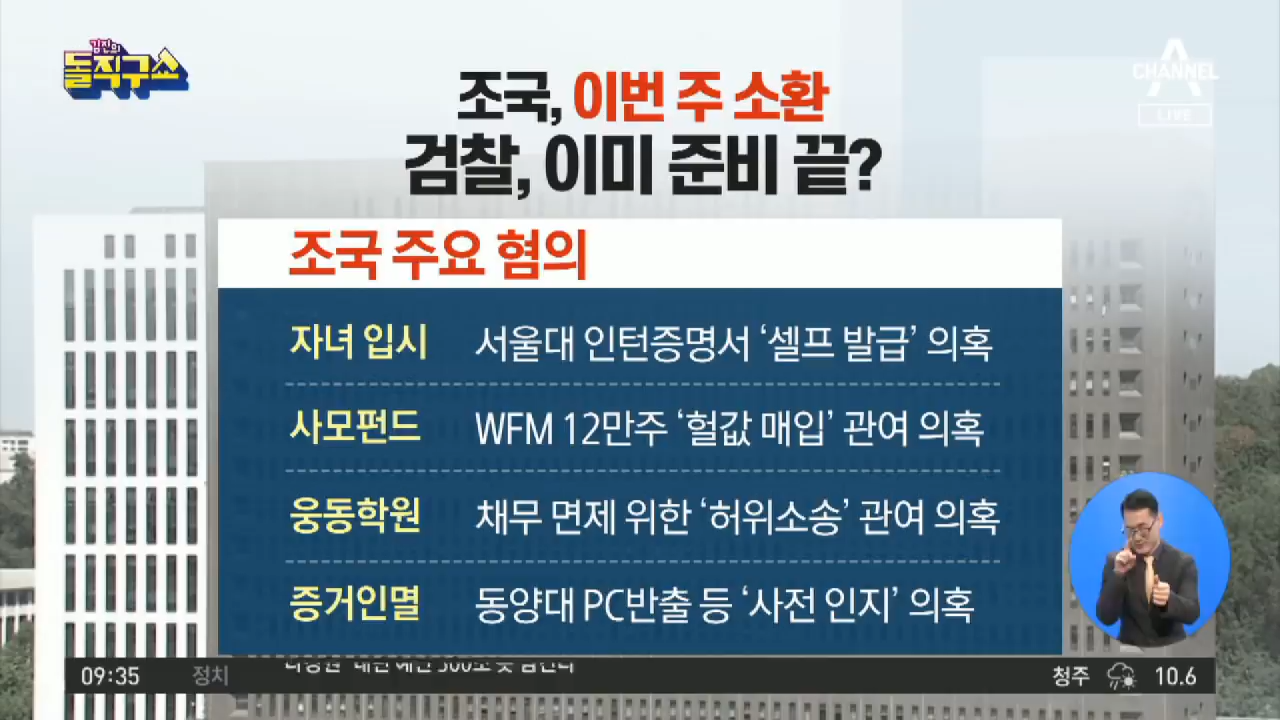 김진의
돌직구쇼
CHANNEL A
LIVE
조국, 이번 주 소환
검찰, 이미 준비 끝?
조국 주요 혐의
자녀 입시 서울대 인턴증명서 ‘셀프 발급’ 의혹
사모펀드 WFM 12만주 ‘헐값 매입’ 관여 의혹
웅동학원 채무 면제 위한 ‘허위소송’ 관여 의혹
증거인멸 동양대 PC반출 등 ‘사전 인지’ 의혹
09:35 정치
청주 10.6